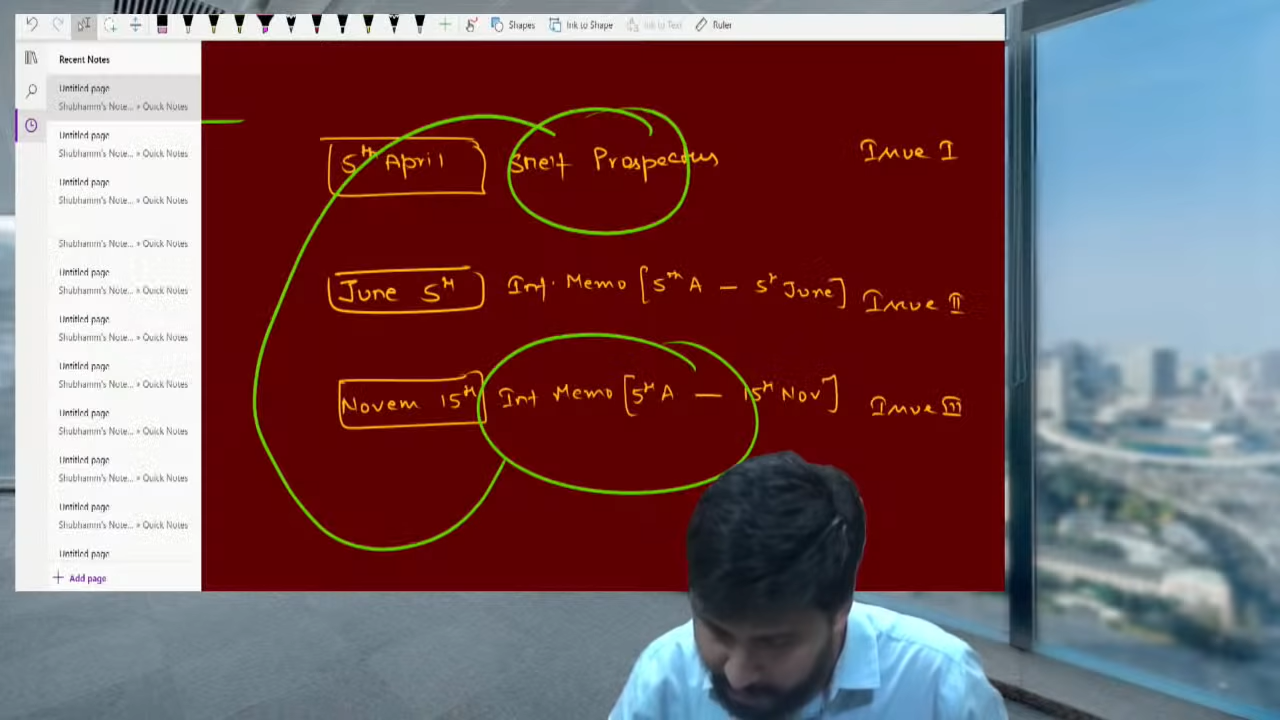 Shapes Ink to Shape Ink to Text Ruler
Recent Notes
Untitled page
Shubhamm's Note... » Quick Notes
Untitled page
Shubhamm's Note... » Quick Notes
Untitled page
Shubhamm's Note... » Quick Notes
Shubhamm's Note... » Quick Notes
Untitled page
Shubhamm's Note... » Quick Notes
Untitled page
Shubhamm's Note... » Quick Notes
Untitled page
Shubhamm's Note... » Quick Notes
Untitled page
Shubhamm's Note... » Quick Notes
Untitled page
Shubhamm's Note... » Quick Notes
Untitled page
Shubhamm's Note... » Quick Notes
Untitled page
Add page
5th April Shelf Prospectus Issue I
June 5th Inf. Memo [5th A — 5th June] Issue II
Novem 15th Inf Memo [5th A — 15th Nov] Issue III